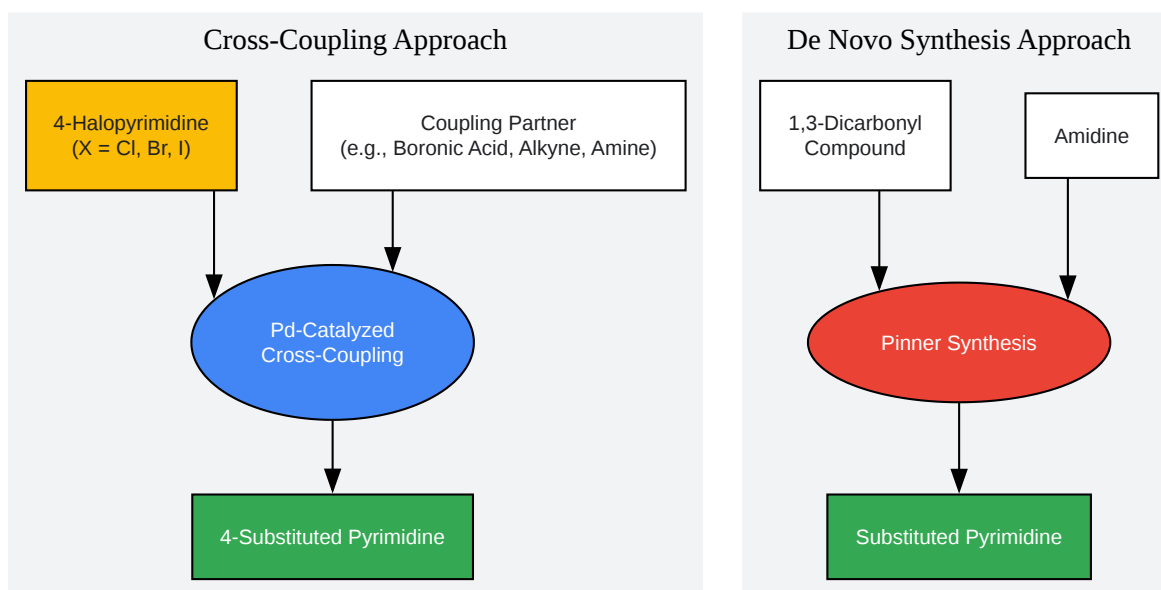 Cross-Coupling Approach
4-Halopyrimidine
(X = Cl, Br, I)
Coupling Partner
(e.g., Boronic Acid, Alkyne, Amine)
Pd-Catalyzed
Cross-Coupling
4-Substituted Pyrimidine
De Novo Synthesis Approach
1,3-Dicarbonyl
Compound
Amidine
Pinner Synthesis
Substituted Pyrimidine